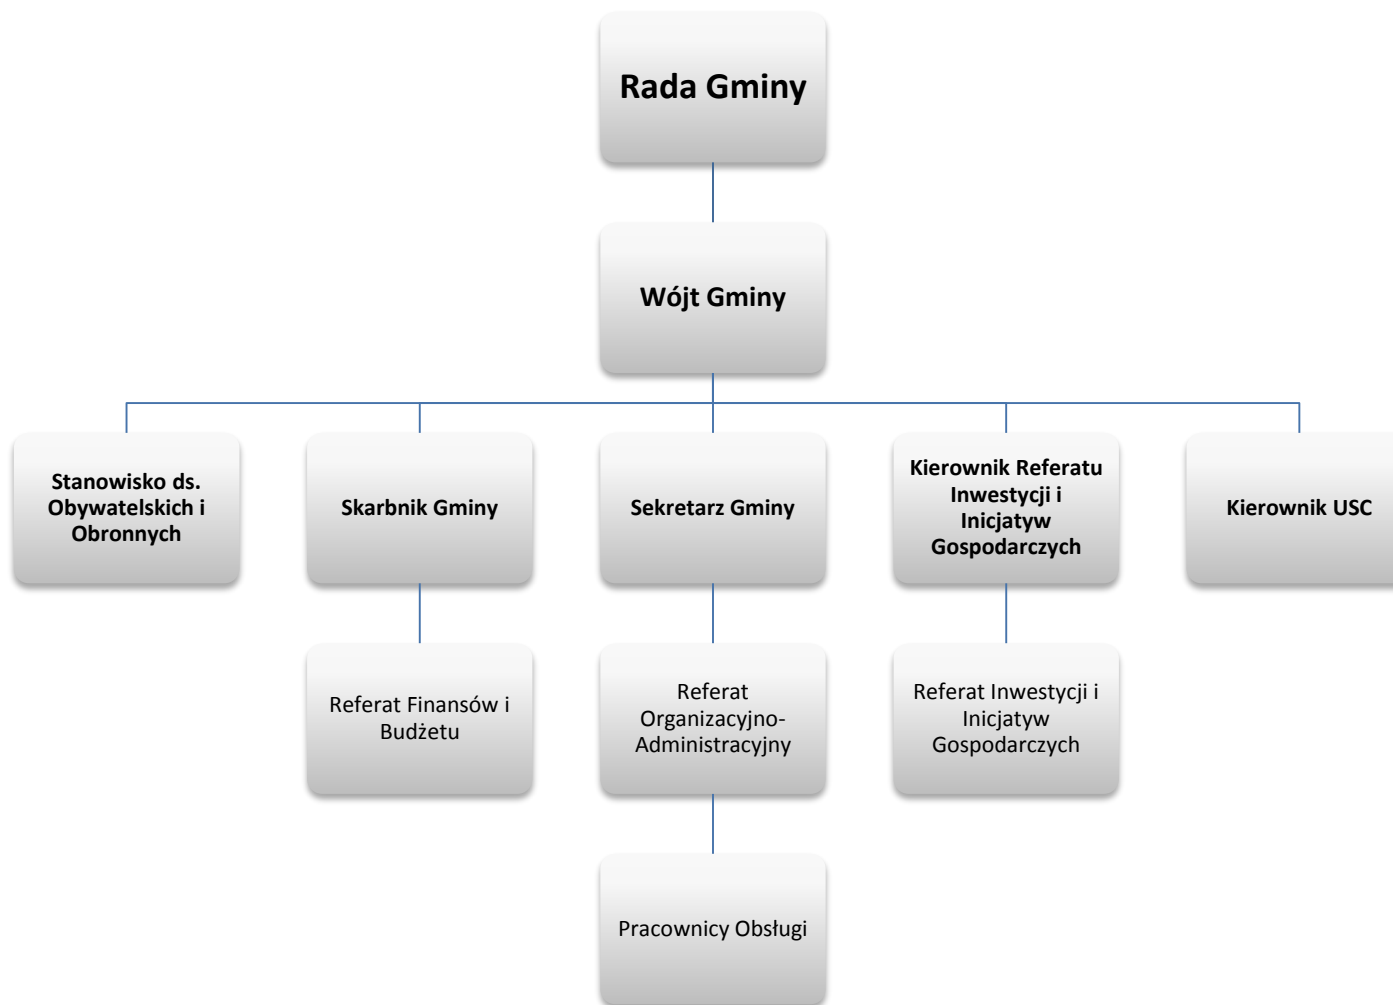 Rada Gminy
Wójt Gminy
Stanowisko ds.
Obywatelskich i
Obronnych
Skarbnik Gminy
Sekretarz Gminy
Kierownik Referatu
Inwestycji i
Inicjatyw
Gospodarczych
Kierownik USC
Referat Finansów i
Budżetu
Referat
Organizacyjno-
Administracyjny
Referat Inwestycji i
Inicjatyw
Gospodarczych
Pracownicy Obsługi